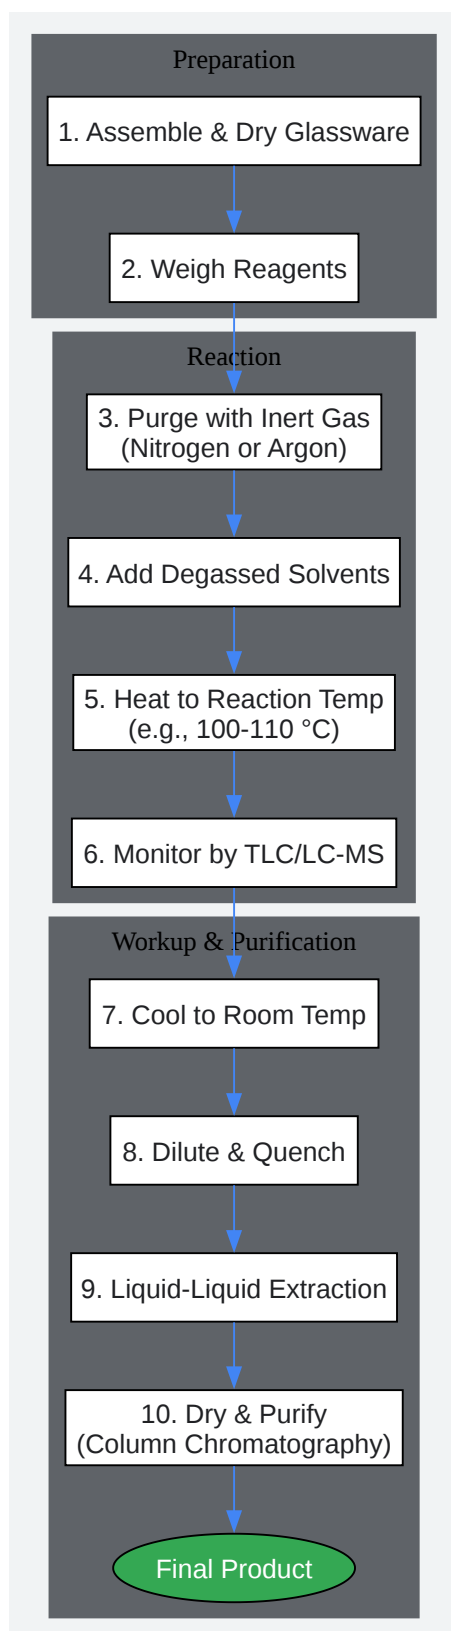 Preparation
1. Assemble & Dry Glassware
2. Weigh Reagents
Reaction
3. Purge with Inert Gas
(Nitrogen or Argon)
4. Add Degassed Solvents
5. Heat to Reaction Temp
(e.g., 100-110 °C)
6. Monitor by TLC/LC-MS
Workup & Purification
7. Cool to Room Temp
8. Dilute & Quench
9. Liquid-Liquid Extraction
10. Dry & Purify
(Column Chromatography)
Final Product